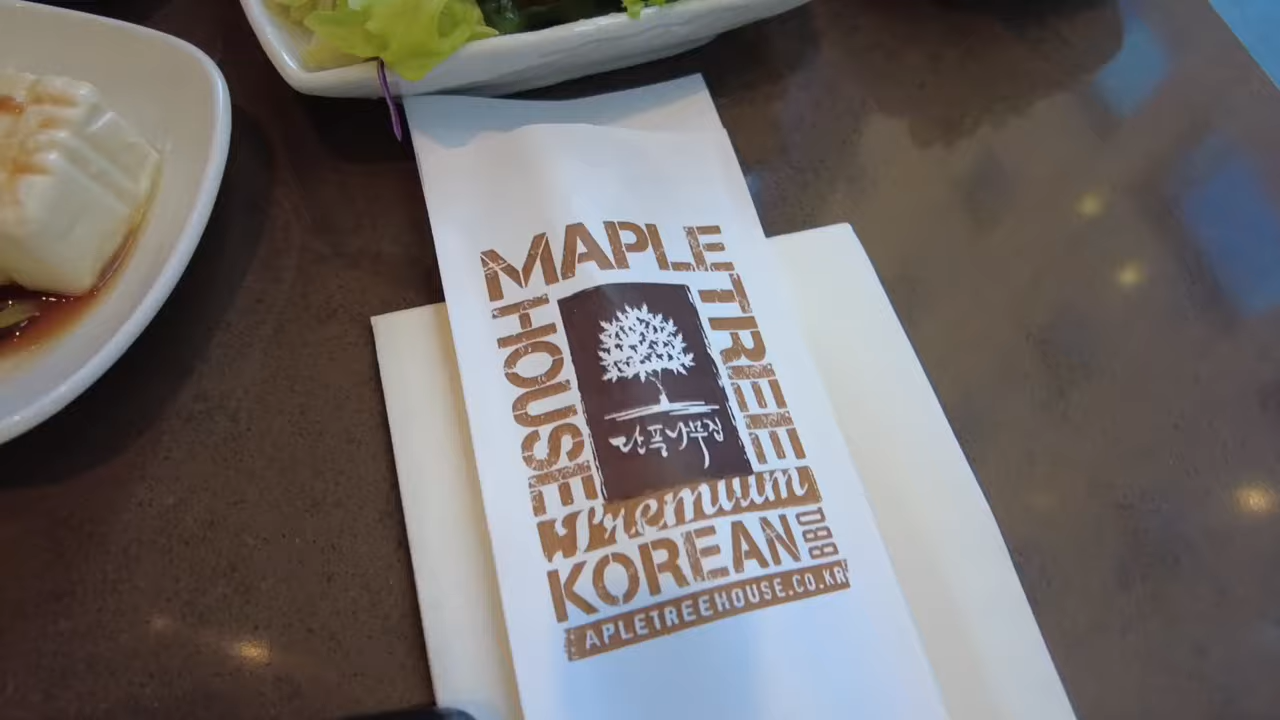 MAPLE
TREE
HOUSE
단풍나무집
Premium
KOREAN
BBQ
APLETREEHOUSE.CO.KR